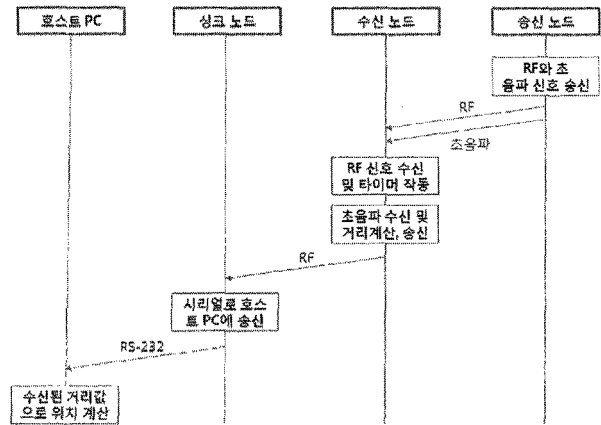 호스트 PC
싱크 노드
수신 노드
송신 노드
RF와 초
음파 신호 송신
RF
초음파
RF 신호 수신
및 타이머 작동
초음파 수신 및
거리계산, 송신
RF
시리얼로 호스
트 PC에 송신
RS-232
수신된 거리값
으로 위치 계산